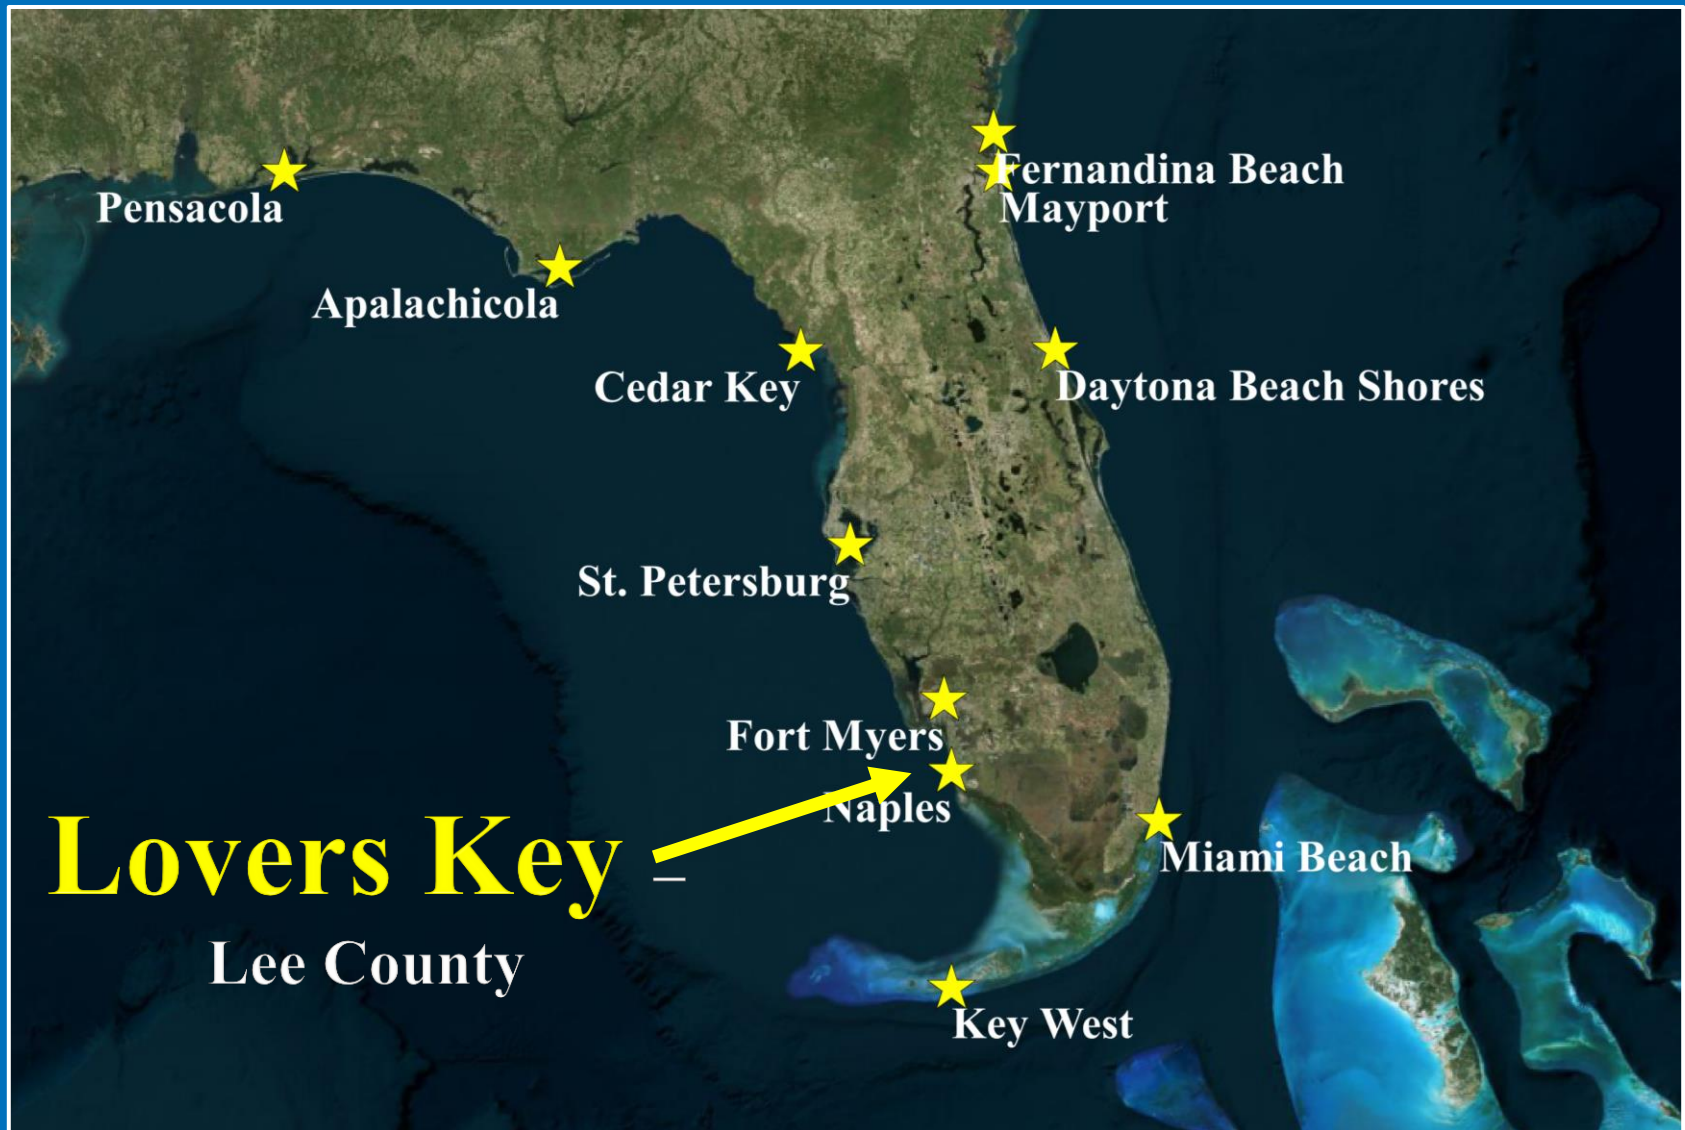 Fernandina Beach
Pensacola
Mayport
Apalachicola
Cedar Key
Daytona Beach Shores
St. Petersburg
Fort Myers
Naples
Lovers Key –
Miami Beach
Lee County
Key West